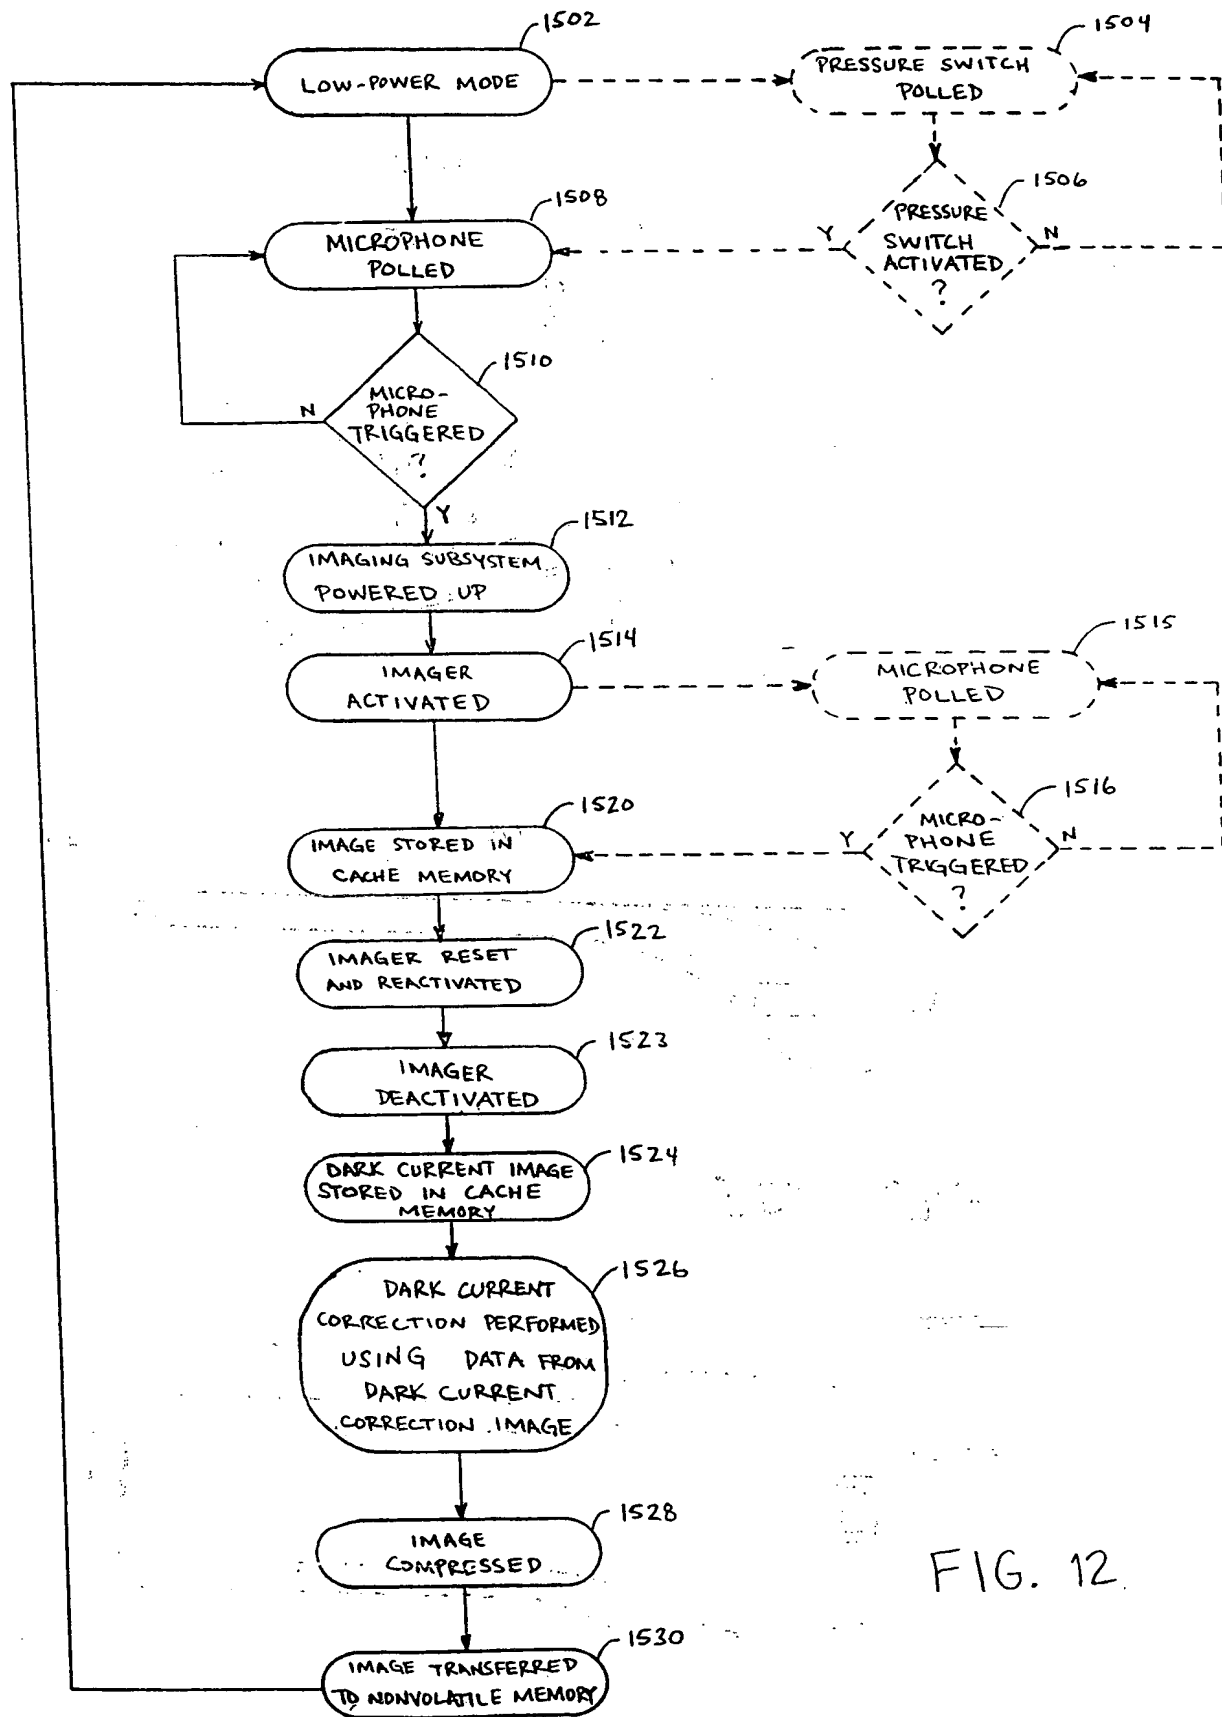 1502
LOW-POWER MODE
1504
PRESSURE SWITCH
POLLED
1506
PRESSURE
SWITCH
ACTIVATED
?
Y
N
1508
MICROPHONE
POLLED
1510
MICRO-
PHONE
TRIGGERED
?
N
Y
1512
IMAGING SUBSYSTEM
POWERED UP
1514
IMAGER
ACTIVATED
1515
MICROPHONE
POLLED
1516
MICRO-
PHONE
TRIGGERED
?
Y
N
1520
IMAGE STORED IN
CACHE MEMORY
1522
IMAGER RESET
AND REACTIVATED
1523
IMAGER
DEACTIVATED
1524
DARK CURRENT IMAGE
STORED IN CACHE
MEMORY
1526
DARK CURRENT
CORRECTION PERFORMED
USING DATA FROM
DARK CURRENT
CORRECTION IMAGE
1528
IMAGE
COMPRESSED
1530
IMAGE TRANSFERRED
TO NONVOLATILE MEMORY
FIG. 12